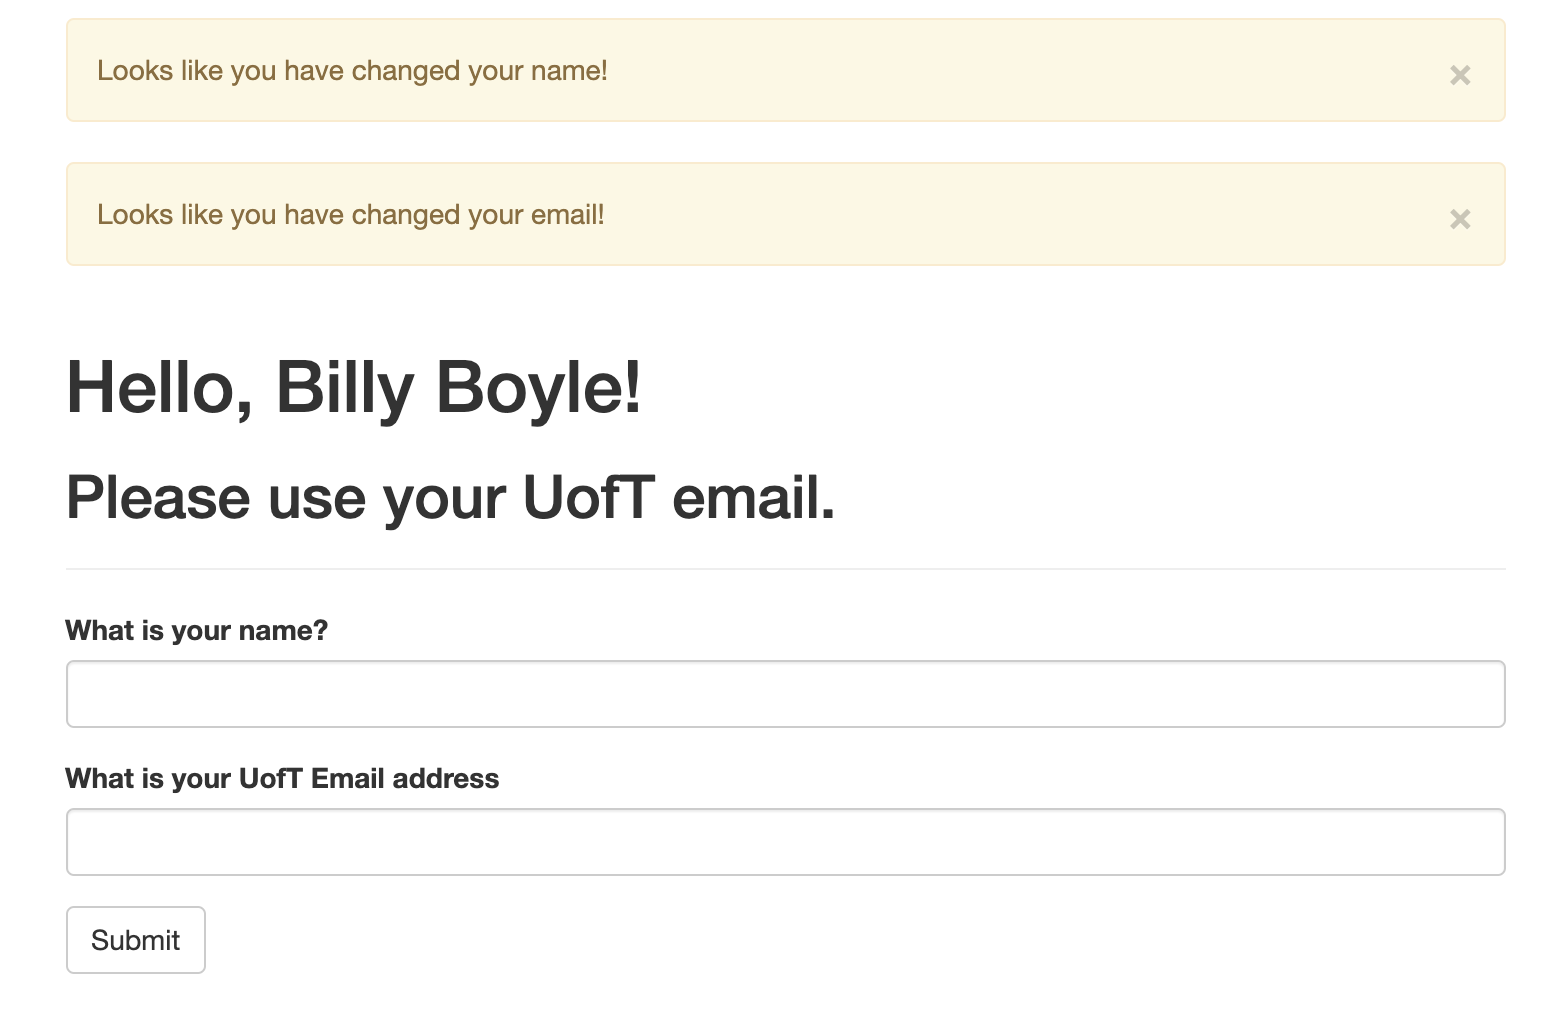 Looks like you have changed your name!
×
Looks like you have changed your email!
×
Hello, Billy Boyle!
Please use your UofT email.
What is your name?
What is your UofT Email address
Submit